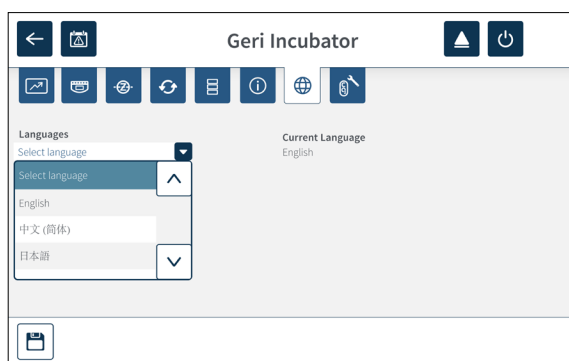 Geri Incubator
Languages
Select language
Select language
English
中文 (简体)
日本語
Current Language
English